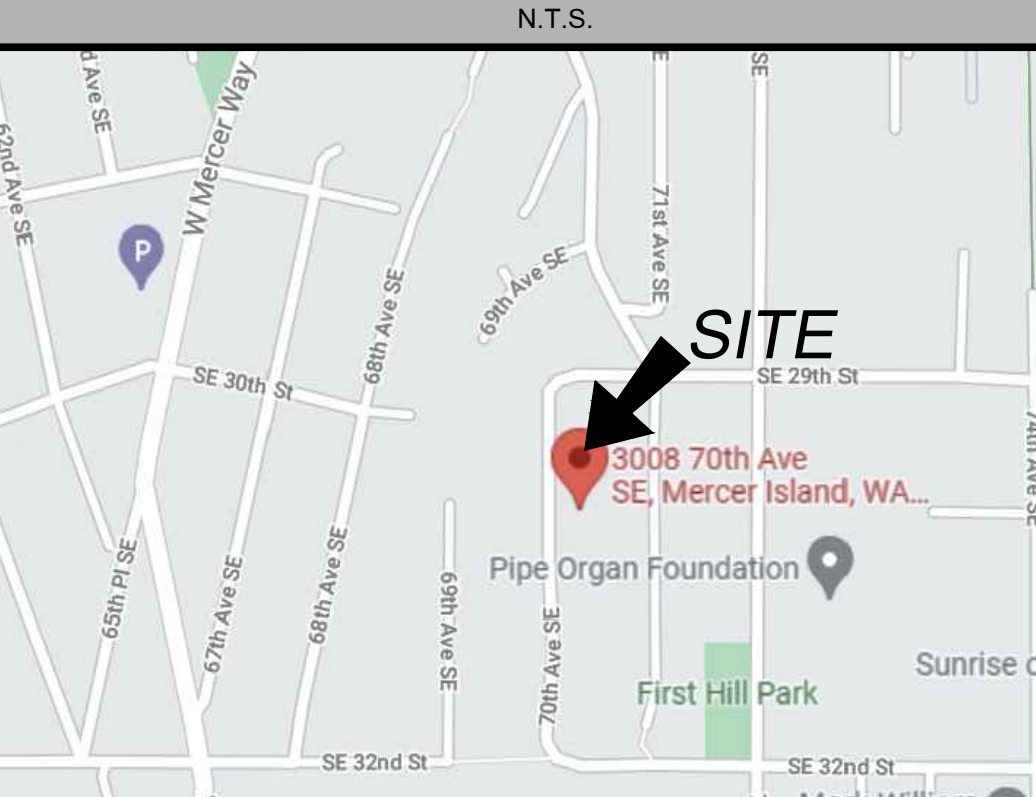 N.T.S.
d Ave SE
W Mercer Way
E
SE
62nd Ave SE
P
71st Ave SE
69th Ave SE
68th Ave SE
SITE
SE 30th St
SE 29th St
3008 70th Ave
SE, Mercer Island, WA...
74th Ave SE
65th Pl SE
67th Ave SE
68th Ave SE
69th Ave SE
Pipe Organ Foundation
70th Ave SE
Sunrise
First Hill Park
SE 32nd St
SE 32nd St